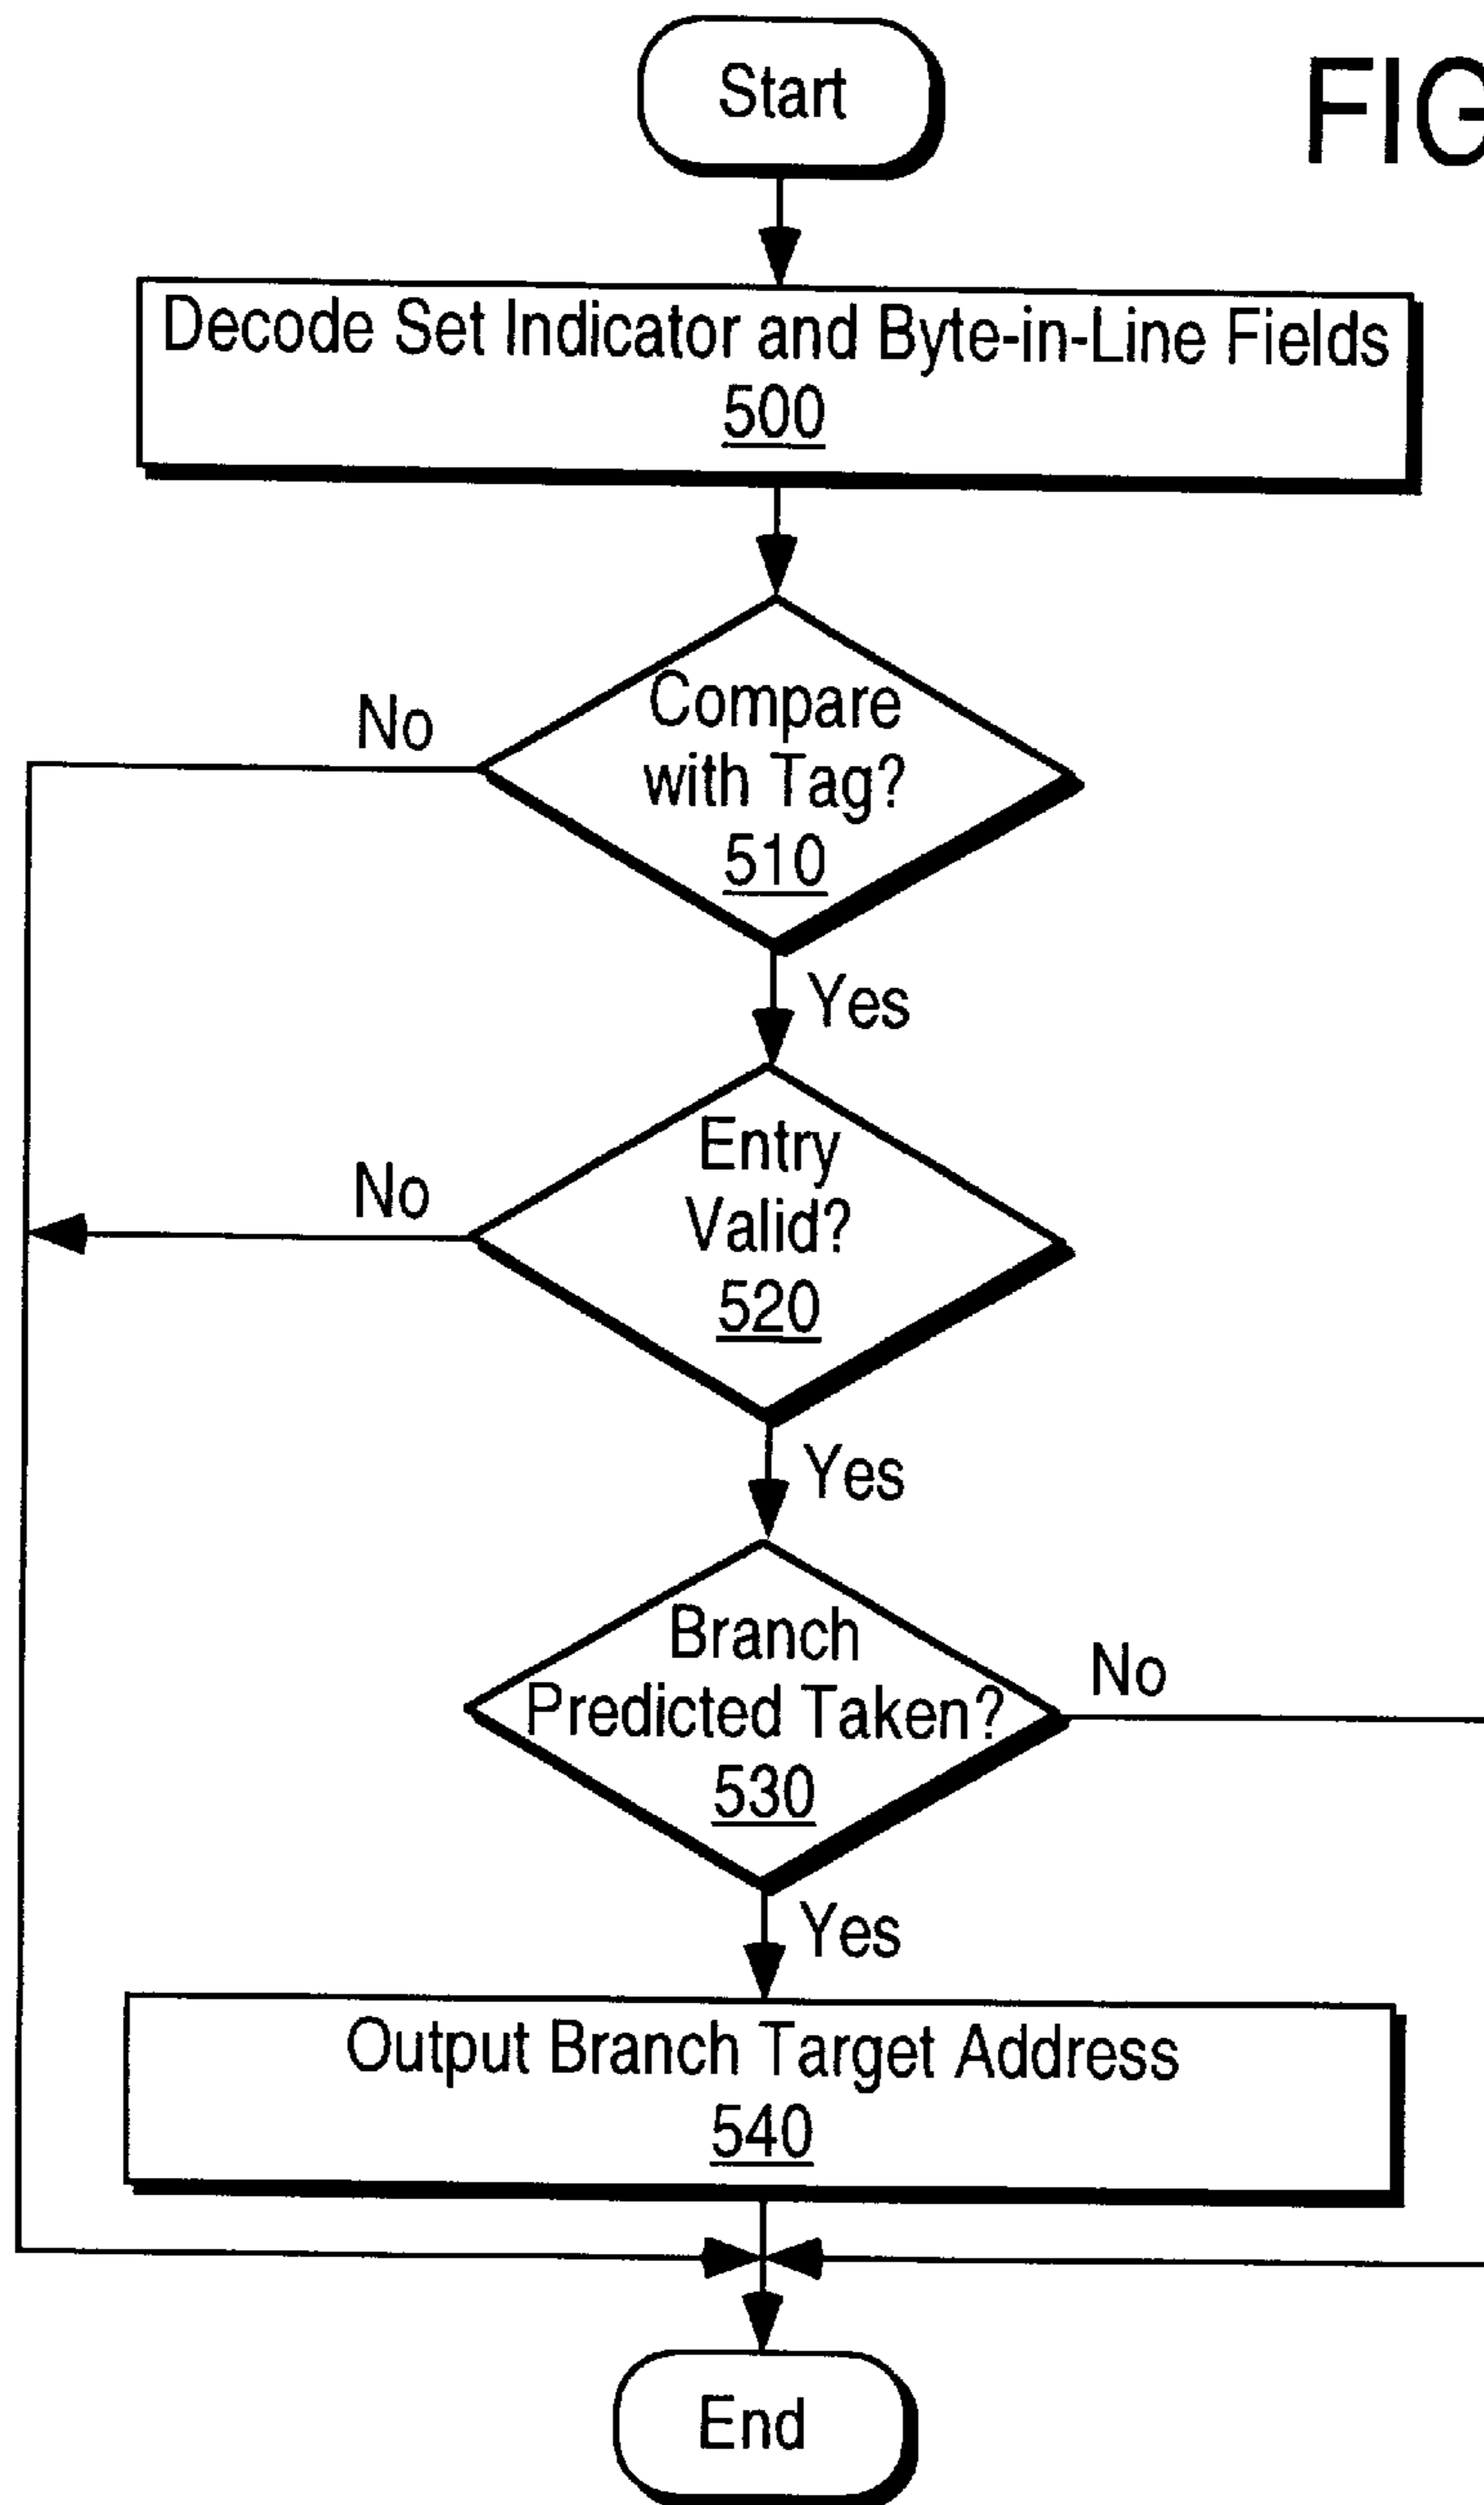 Start
FIG
Decode Set Indicator and Byte-in-Line Fields
500
Compare
with Tag?
510
No
Yes
Entry
Valid?
520
No
Yes
Branch
Predicted Taken?
530
No
Yes
Output Branch Target Address
540
End